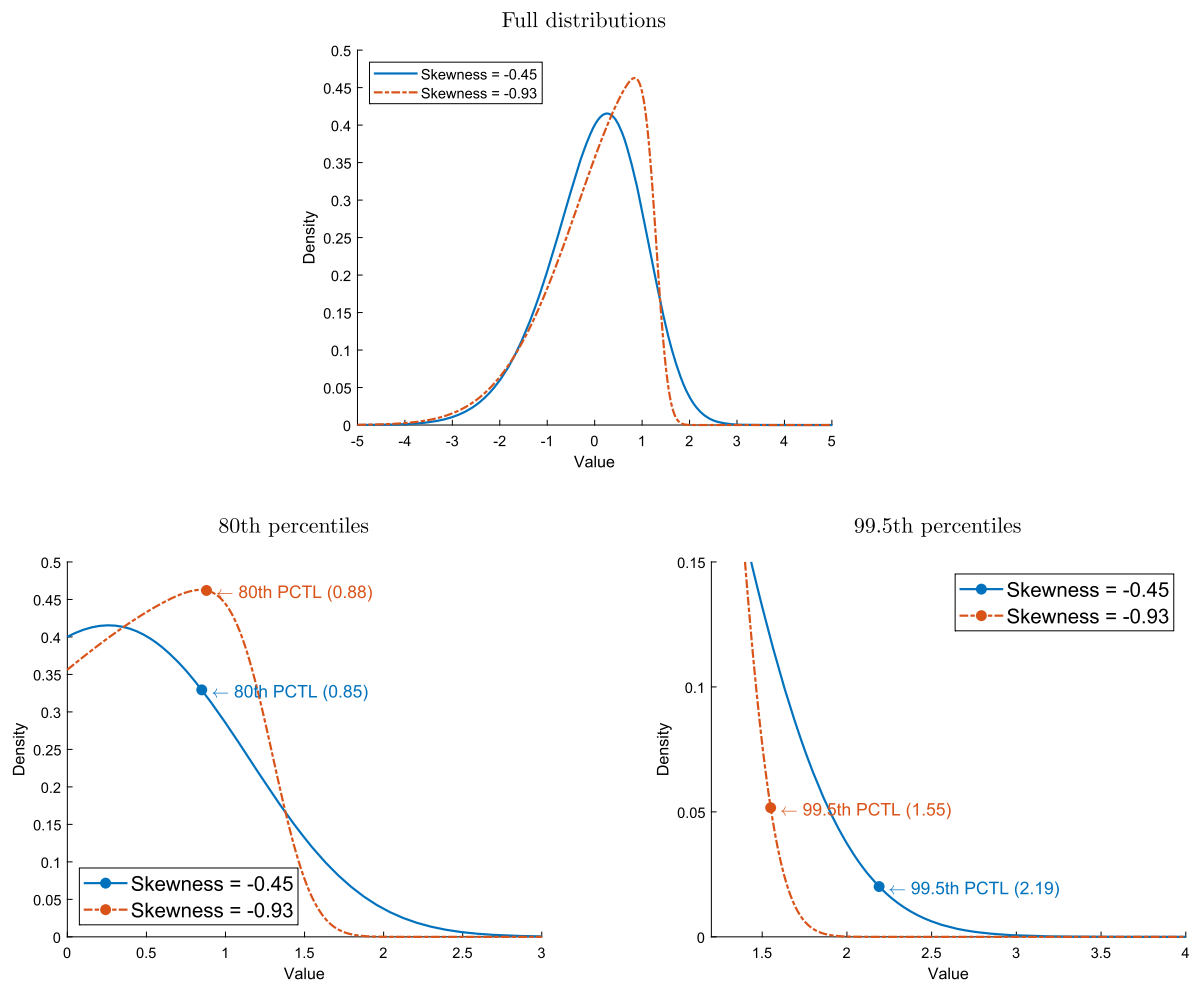 Full distributions
0.5
0.45
0.4
0.35
0.3
0.25
0.2
0.15
0.1
0.05
0
Density
Skewness = -0.45
Skewness = -0.93
-5 -4 -3 -2 -1 0 1 2 3 4 5
Value
80th percentiles
0.5
0.45
0.4
0.35
0.3
0.25
0.2
0.15
0.1
0.05
0
Density
← 80th PCTL (0.88)
← 80th PCTL (0.85)
Skewness = -0.45
Skewness = -0.93
0 0.5 1 1.5 2 2.5 3
Value
99.5th percentiles
0.15
0.1
0.05
0
Density
Skewness = -0.45
Skewness = -0.93
← 99.5th PCTL (1.55)
← 99.5th PCTL (2.19)
1.5 2 2.5 3 3.5 4
Value